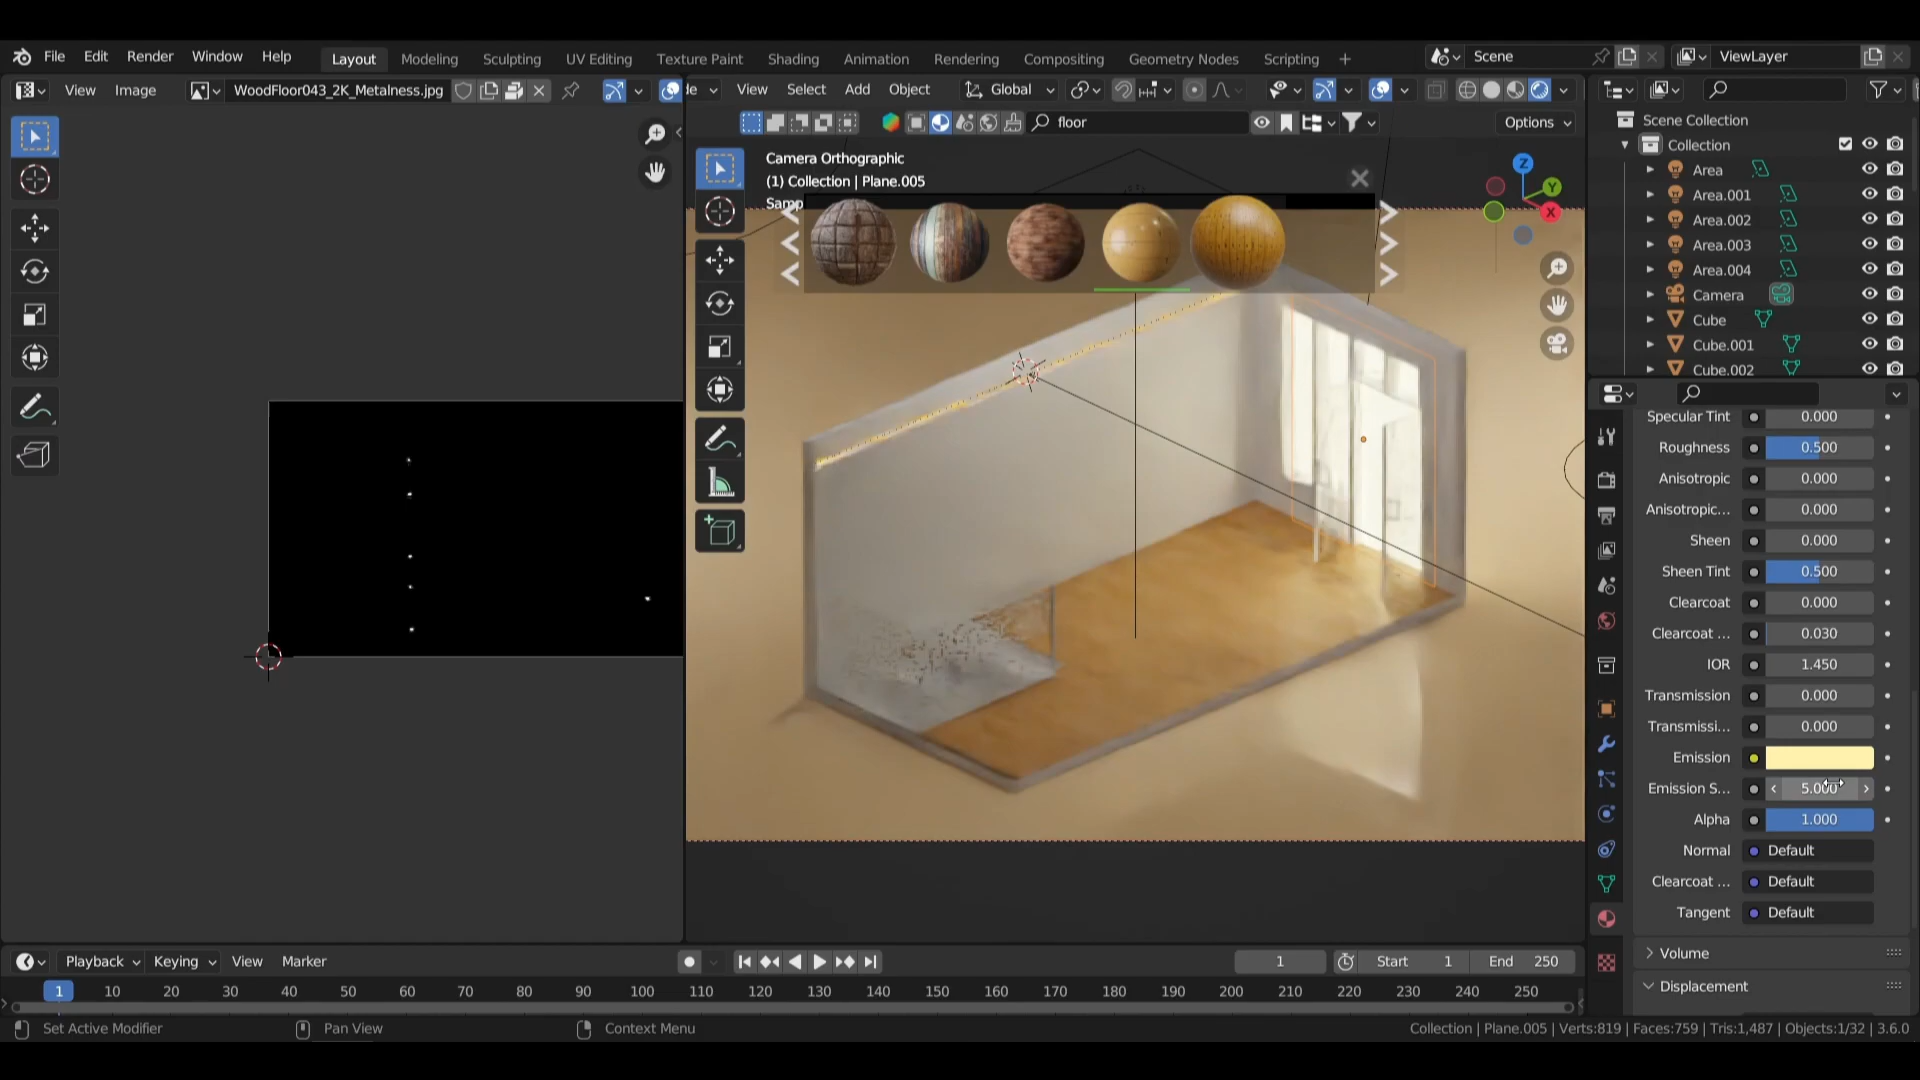 File Edit Render Window Help Layout Modeling Sculpting UV Editing Texture Paint Shading Animation Rendering Compositing Geometry Nodes Scripting + Scene ViewLayer
View Image WoodFloor043_2K_Metalness.jpg de View Select Add Object Global
floor Options
Camera Orthographic
(1) Collection | Plane.005
Samp
Z
Y
X
Scene Collection
Collection
Area
Area.001
Area.002
Area.003
Area.004
Camera
Cube
Cube.001
Cube.002
Specular Tint 0.000
Roughness 0.500
Anisotropic 0.000
Anisotropic... 0.000
Sheen 0.000
Sheen Tint 0.500
Clearcoat 0.000
Clearcoat ... 0.030
IOR 1.450
Transmission 0.000
Transmissi... 0.000
Emission
Emission S... 5.000
Alpha 1.000
Normal Default
Clearcoat ... Default
Tangent Default
Volume
Displacement
Playback Keying View Marker 1 Start 1 End 250
1 10 20 30 40 50 60 70 80 90 100 110 120 130 140 150 160 170 180 190 200 210 220 230 240 250
Set Active Modifier Pan View Context Menu Collection | Plane.005 | Verts:819 | Faces:759 | Tris:1,487 | Objects:1/32 | 3.6.0